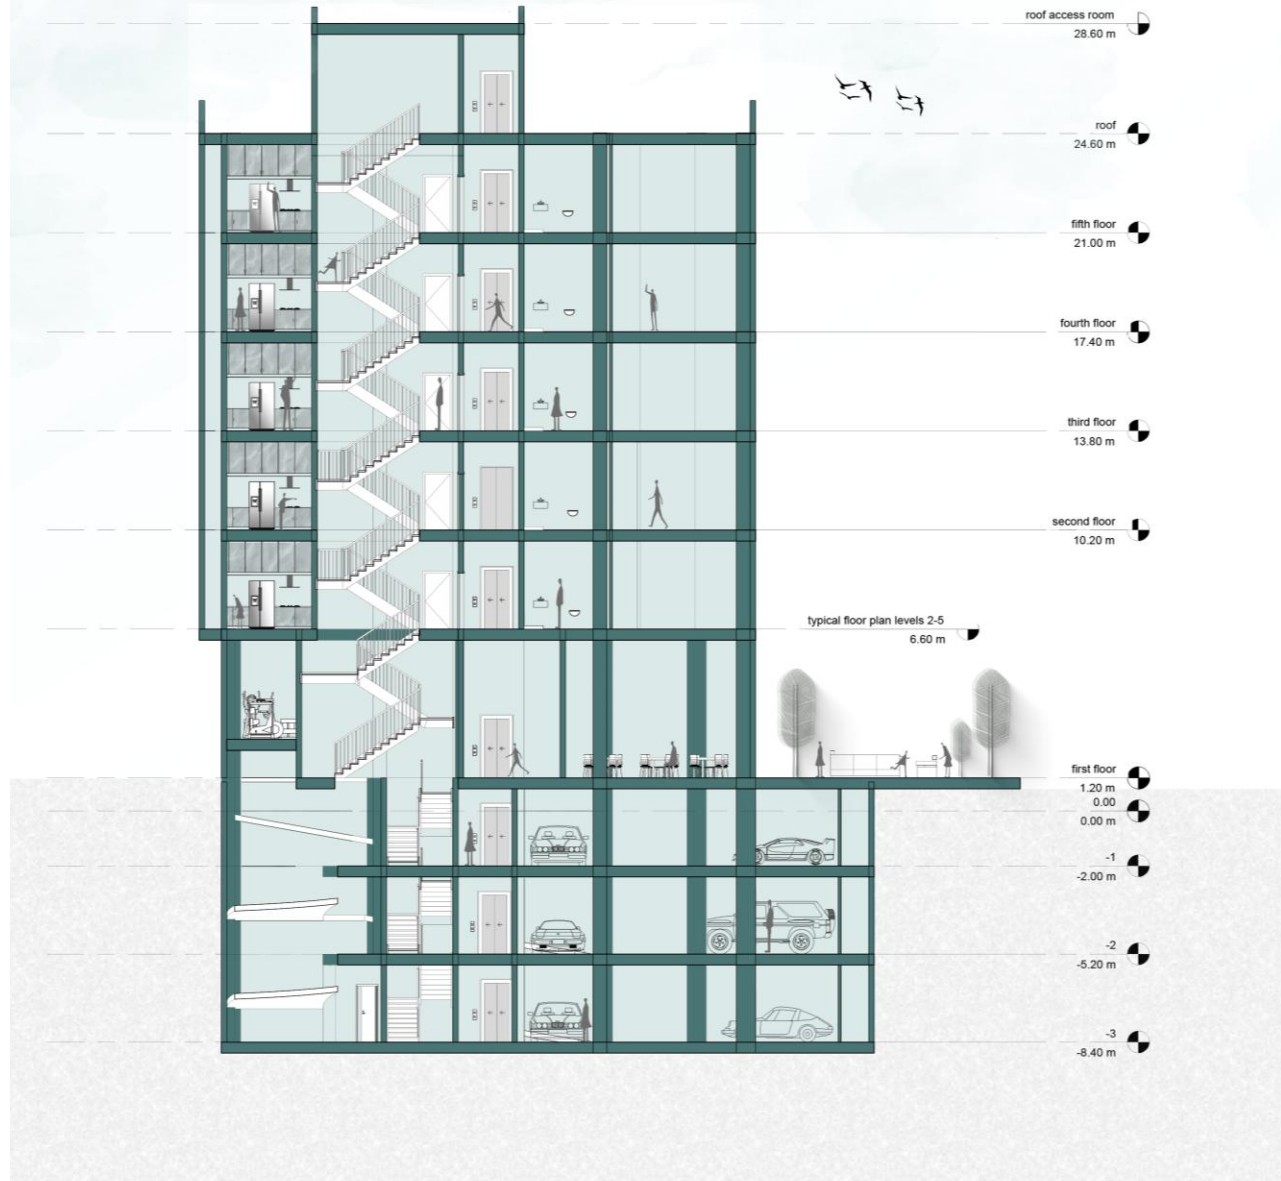 roof access room
28.60 m
roof
24.60 m
fifth floor
21.00 m
fourth floor
17.40 m
third floor
13.80 m
second floor
10.20 m
typical floor plan levels 2-5
6.60 m
first floor
1.20 m
0.00
0.00 m
-1
-2.00 m
-2
-5.20 m
-3
-8.40 m